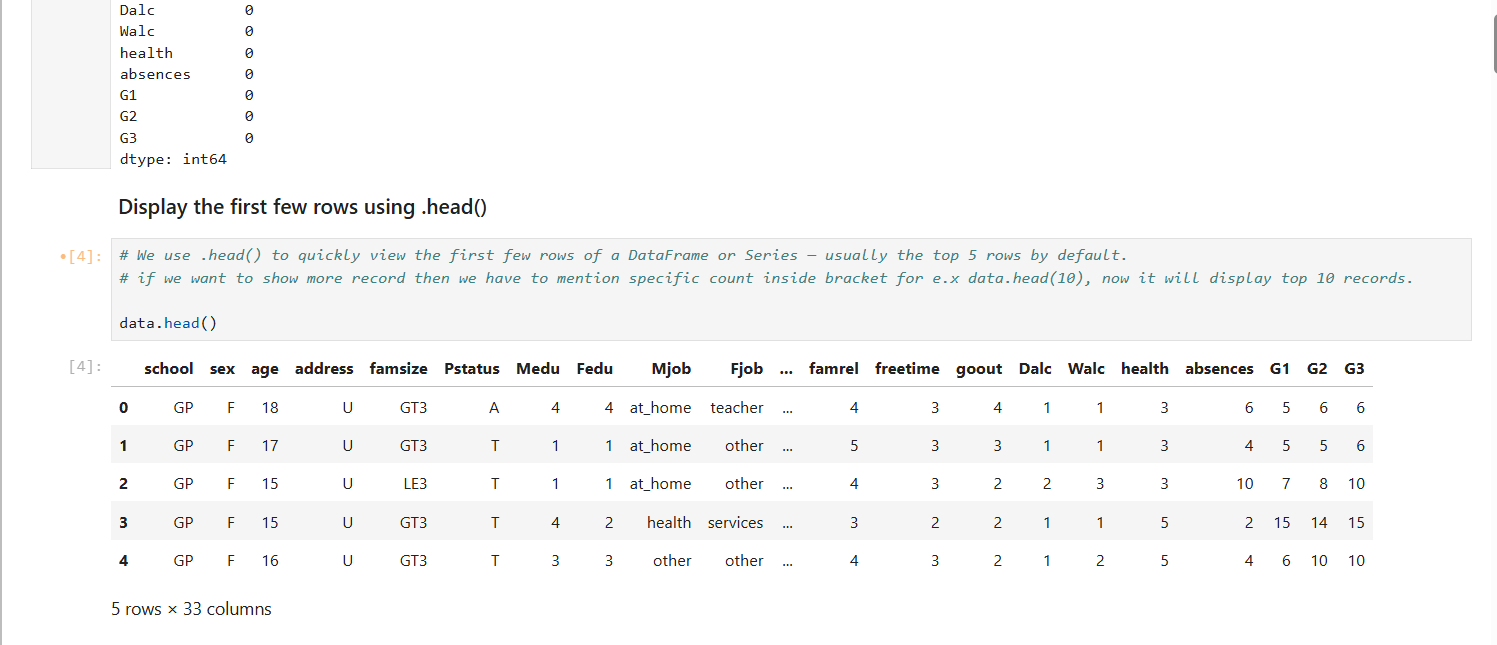 Dalc 0
Walc 0
health 0
absences 0
G1 0
G2 0
G3 0
dtype: int64
Display the first few rows using .head()
•[4]: # We use .head() to quickly view the first few rows of a DataFrame or Series — usually the top 5 rows by default.
# if we want to show more record then we have to mention specific count inside bracket for e.x data.head(10), now it will display top 10 records.
data.head()
[4]: school sex age address famsize Pstatus Medu Fedu Mjob Fjob ... famrel freetime goout Dalc Walc health absences G1 G2 G3
0 GP F 18 U GT3 A 4 4 at_home teacher ... 4 3 4 1 1 3 6 5 6 6
1 GP F 17 U GT3 T 1 1 at_home other ... 5 3 3 1 1 3 4 5 5 6
2 GP F 15 U LE3 T 1 1 at_home other ... 4 3 2 2 3 3 10 7 8 10
3 GP F 15 U GT3 T 4 2 health services ... 3 2 2 1 1 5 2 15 14 15
4 GP F 16 U GT3 T 3 3 other other ... 4 3 2 1 2 5 4 6 10 10
5 rows × 33 columns